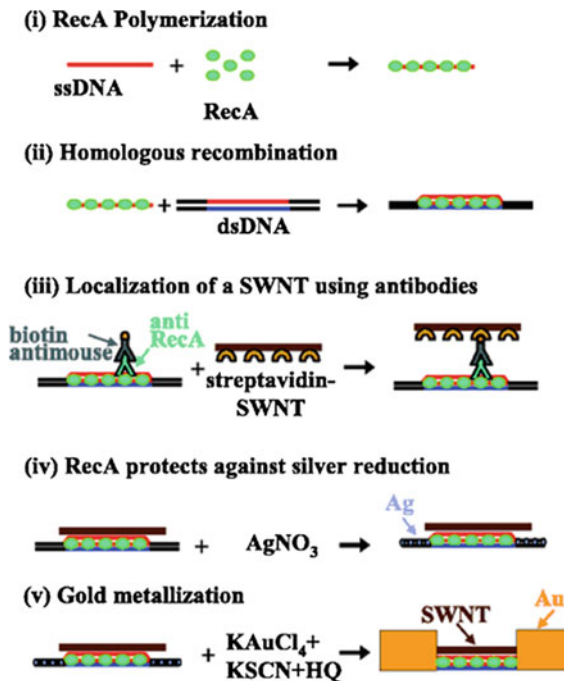 (i) RecA Polymerization
+
ssDNA
RecA
(ii) Homologous recombination
+
dsDNA
(iii) Localization of a SWNT using antibodies
biotin
antimouse
anti
RecA
+
streptavidin-
SWNT
(iv) RecA protects against silver reduction
+ AgNO₃
Ag
(v) Gold metallization
+ KAuCl₄+
KSCN+HQ
SWNT
Au